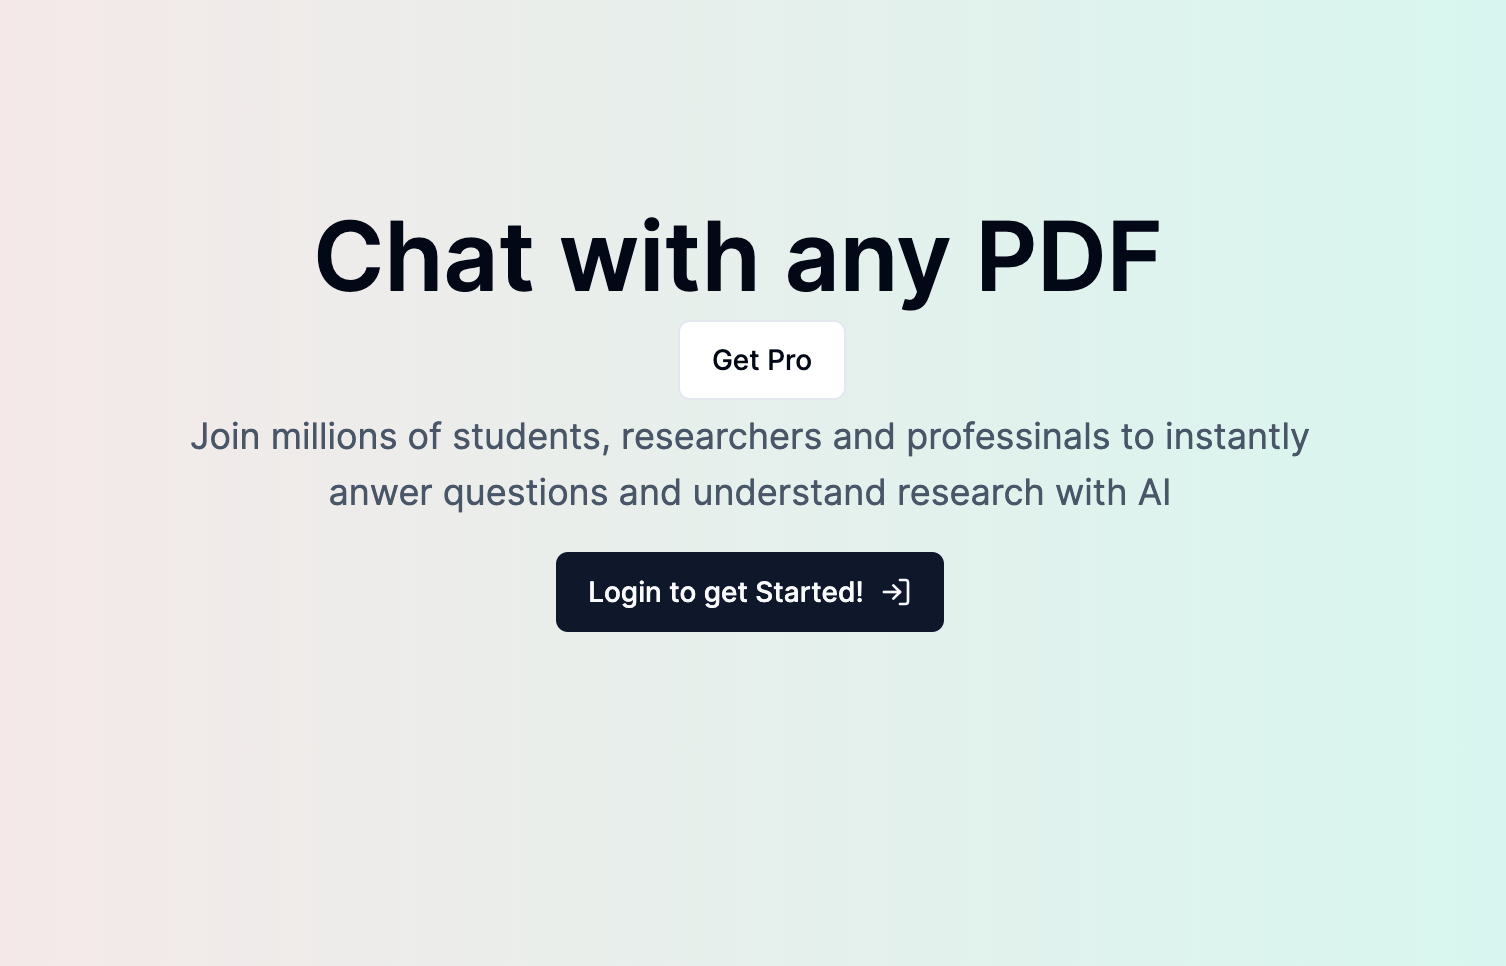 Chat with any PDF
Get Pro
Join millions of students, researchers and professinals to instantly
anwer questions and understand research with AI
Login to get Started!